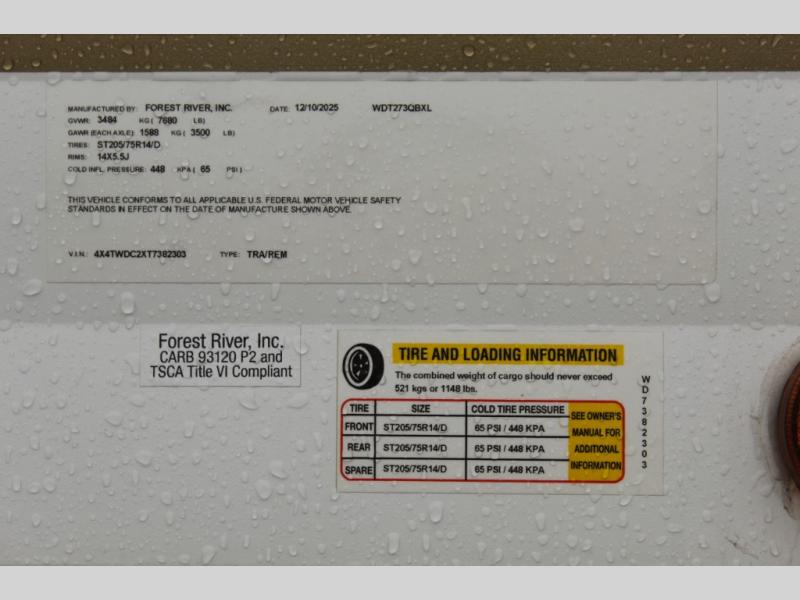 MANUFACTURED BY: FOREST RIVER, INC. DATE: 12/10/2025 WDT273QBXL
GVWR: 3484 KG ( 7680 LB)
GAWR (EACH AXLE): 1588 KG ( 3500 LB)
TIRES: ST205/75R14/D
RIMS: 14X5.5J
COLD INFL. PRESSURE: 448 KPA ( 65 PSI )
THIS VEHICLE CONFORMS TO ALL APPLICABLE U.S. FEDERAL MOTOR VEHICLE SAFETY
STANDARDS IN EFFECT ON THE DATE OF MANUFACTURE SHOWN ABOVE.
V.I.N.: 4X4TWDC2XT7382303 TYPE: TRA/REM
Forest River, Inc.
CARB 93120 P2 and
TSCA Title VI Compliant
TIRE AND LOADING INFORMATION
The combined weight of cargo should never exceed
521 kgs or 1148 lbs.
TIRE SIZE COLD TIRE PRESSURE
FRONT ST205/75R14/D 65 PSI / 448 KPA
REAR ST205/75R14/D 65 PSI / 448 KPA
SPARE ST205/75R14/D 65 PSI / 448 KPA
SEE OWNER'S
MANUAL FOR
ADDITIONAL
INFORMATION
WD7382303